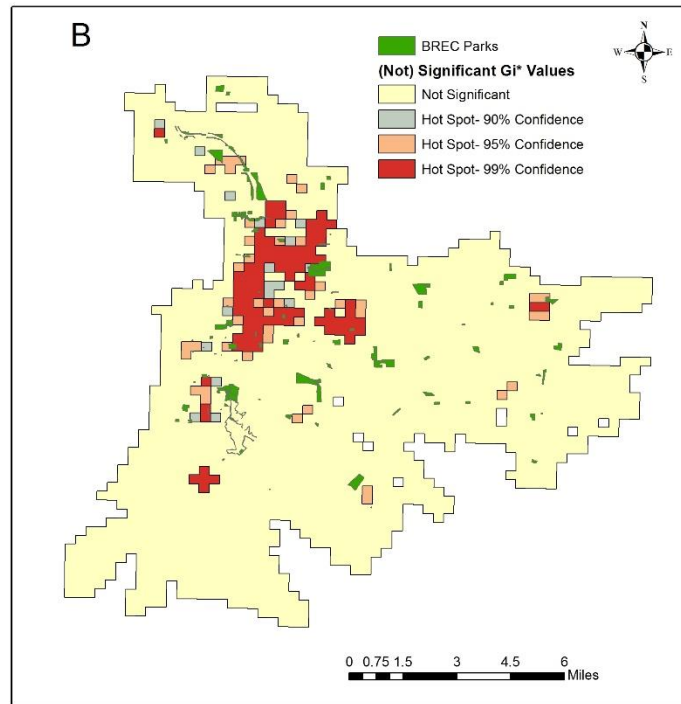 B
BREC Parks
(Not) Significant Gi* Values
Not Significant
Hot Spot- 90% Confidence
Hot Spot- 95% Confidence
Hot Spot- 99% Confidence
N
W E
S
0 0.75 1.5 3 4.5 6
Miles